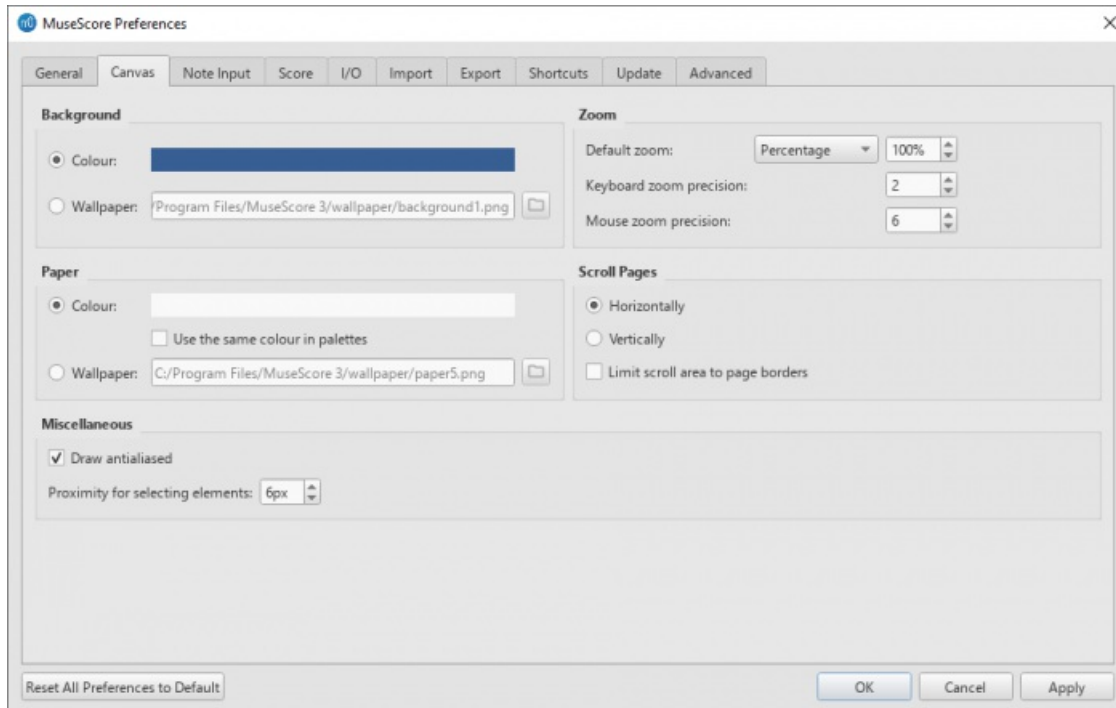 MuseScore Preferences
General Canvas Note Input Score I/O Import Export Shortcuts Update Advanced
Background
Colour:
Wallpaper: /Program Files/MuseScore 3/wallpaper/background1.png
Zoom
Default zoom: Percentage 100%
Keyboard zoom precision: 2
Mouse zoom precision: 6
Paper
Colour:
Use the same colour in palettes
Wallpaper: C:/Program Files/MuseScore 3/wallpaper/paper5.png
Scroll Pages
Horizontally
Vertically
Limit scroll area to page borders
Miscellaneous
Draw antialiased
Proximity for selecting elements: 6px
Reset All Preferences to Default OK Cancel Apply